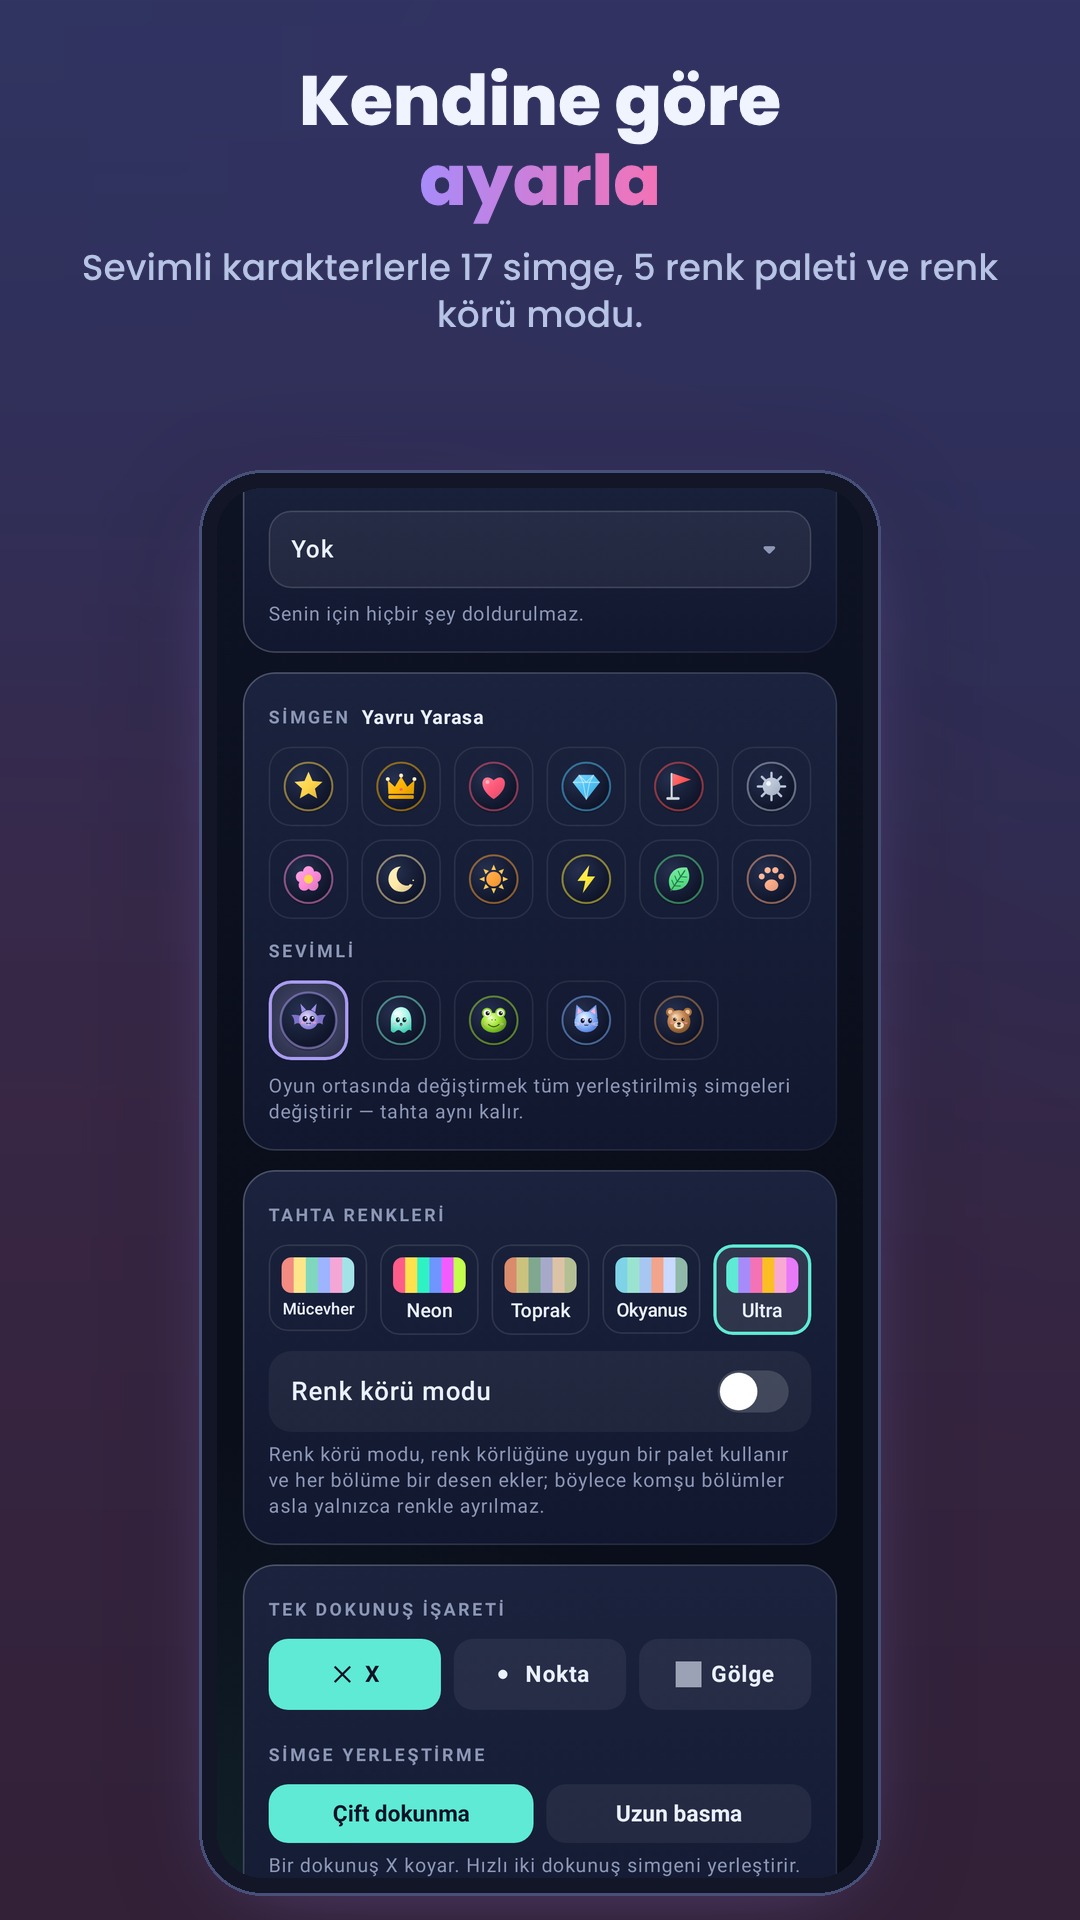 Kendine göre
ayarla
Sevimli karakterlerle 17 simge, 5 renk paleti ve renk
körü modu.
Yok
Senin için hiçbir şey doldurulmaz.
SİMGEN Yavru Yarasa
SEVİMLİ
Oyun ortasında değiştirmek tüm yerleştirilmiş simgeleri
değiştirir — tahta aynı kalır.
TAHTA RENKLERİ
Mücevher Neon Toprak Okyanus Ultra
Renk körü modu
Renk körü modu, renk körlüğüne uygun bir palet kullanır
ve her bölüme bir desen ekler; böylece komşu bölümler
asla yalnızca renkle ayrılmaz.
TEK DOKUNUŞ İŞARETİ
X Nokta Gölge
SİMGE YERLEŞTİRME
Çift dokunma Uzun basma
Bir dokunuş X koyar. Hızlı iki dokunuş simgeni yerleştirir.